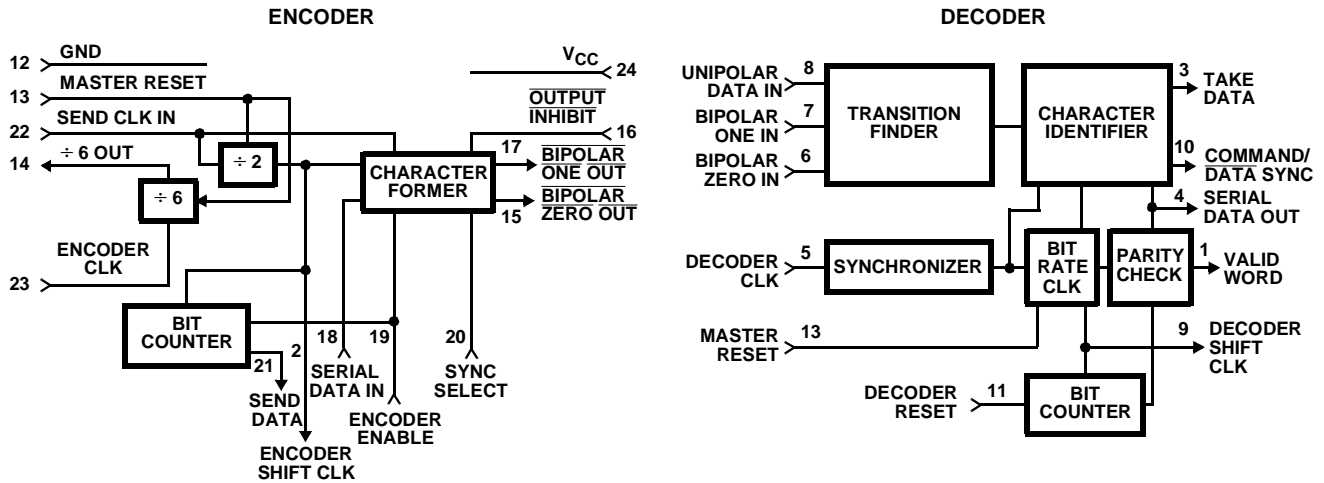 ENCODER
12 GND
13 MASTER RESET
22 SEND CLK IN
14 ÷ 6 OUT
÷ 2
÷ 6
ENCODER
CLK
23
VCC
24
OUTPUT
INHIBIT
16
17 BIPOLAR
ONE OUT
CHARACTER
FORMER
BIPOLAR
ZERO OUT
15
BIT
COUNTER
21
SEND
DATA
2
ENCODER
SHIFT CLK
18
SERIAL
DATA IN
19
ENCODER
ENABLE
20
SYNC
SELECT
DECODER
UNIPOLAR
DATA IN
8
BIPOLAR
ONE IN
7
BIPOLAR
ZERO IN
6
TRANSITION
FINDER
CHARACTER
IDENTIFIER
3
TAKE
DATA
10
COMMAND/
DATA SYNC
4
SERIAL
DATA OUT
DECODER
CLK
5
SYNCHRONIZER
BIT
RATE
CLK
PARITY
CHECK
1
VALID
WORD
MASTER
RESET
13
9
DECODER
SHIFT
CLK
DECODER
RESET
11
BIT
COUNTER